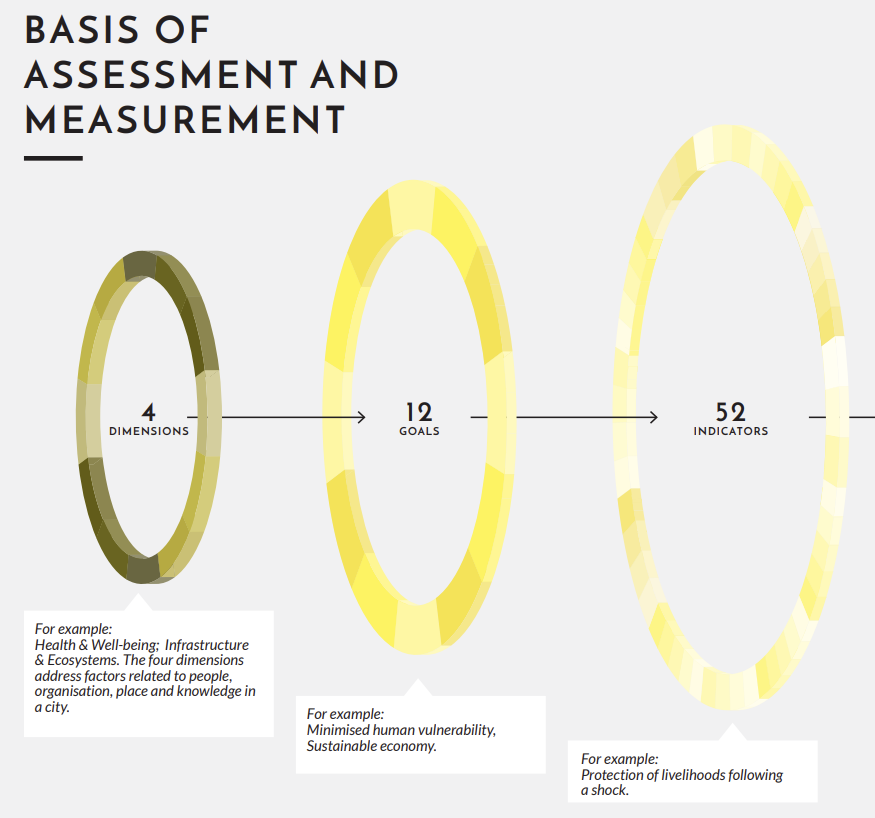 BASIS OF
ASSESSMENT AND
MEASUREMENT
4
DIMENSIONS
12
GOALS
52
INDICATORS
For example:
Health & Well-being; Infrastructure
& Ecosystems. The four dimensions
address factors related to people,
organisation, place and knowledge in
a city.
For example:
Minimised human vulnerability,
Sustainable economy.
For example:
Protection of livelihoods following
a shock.